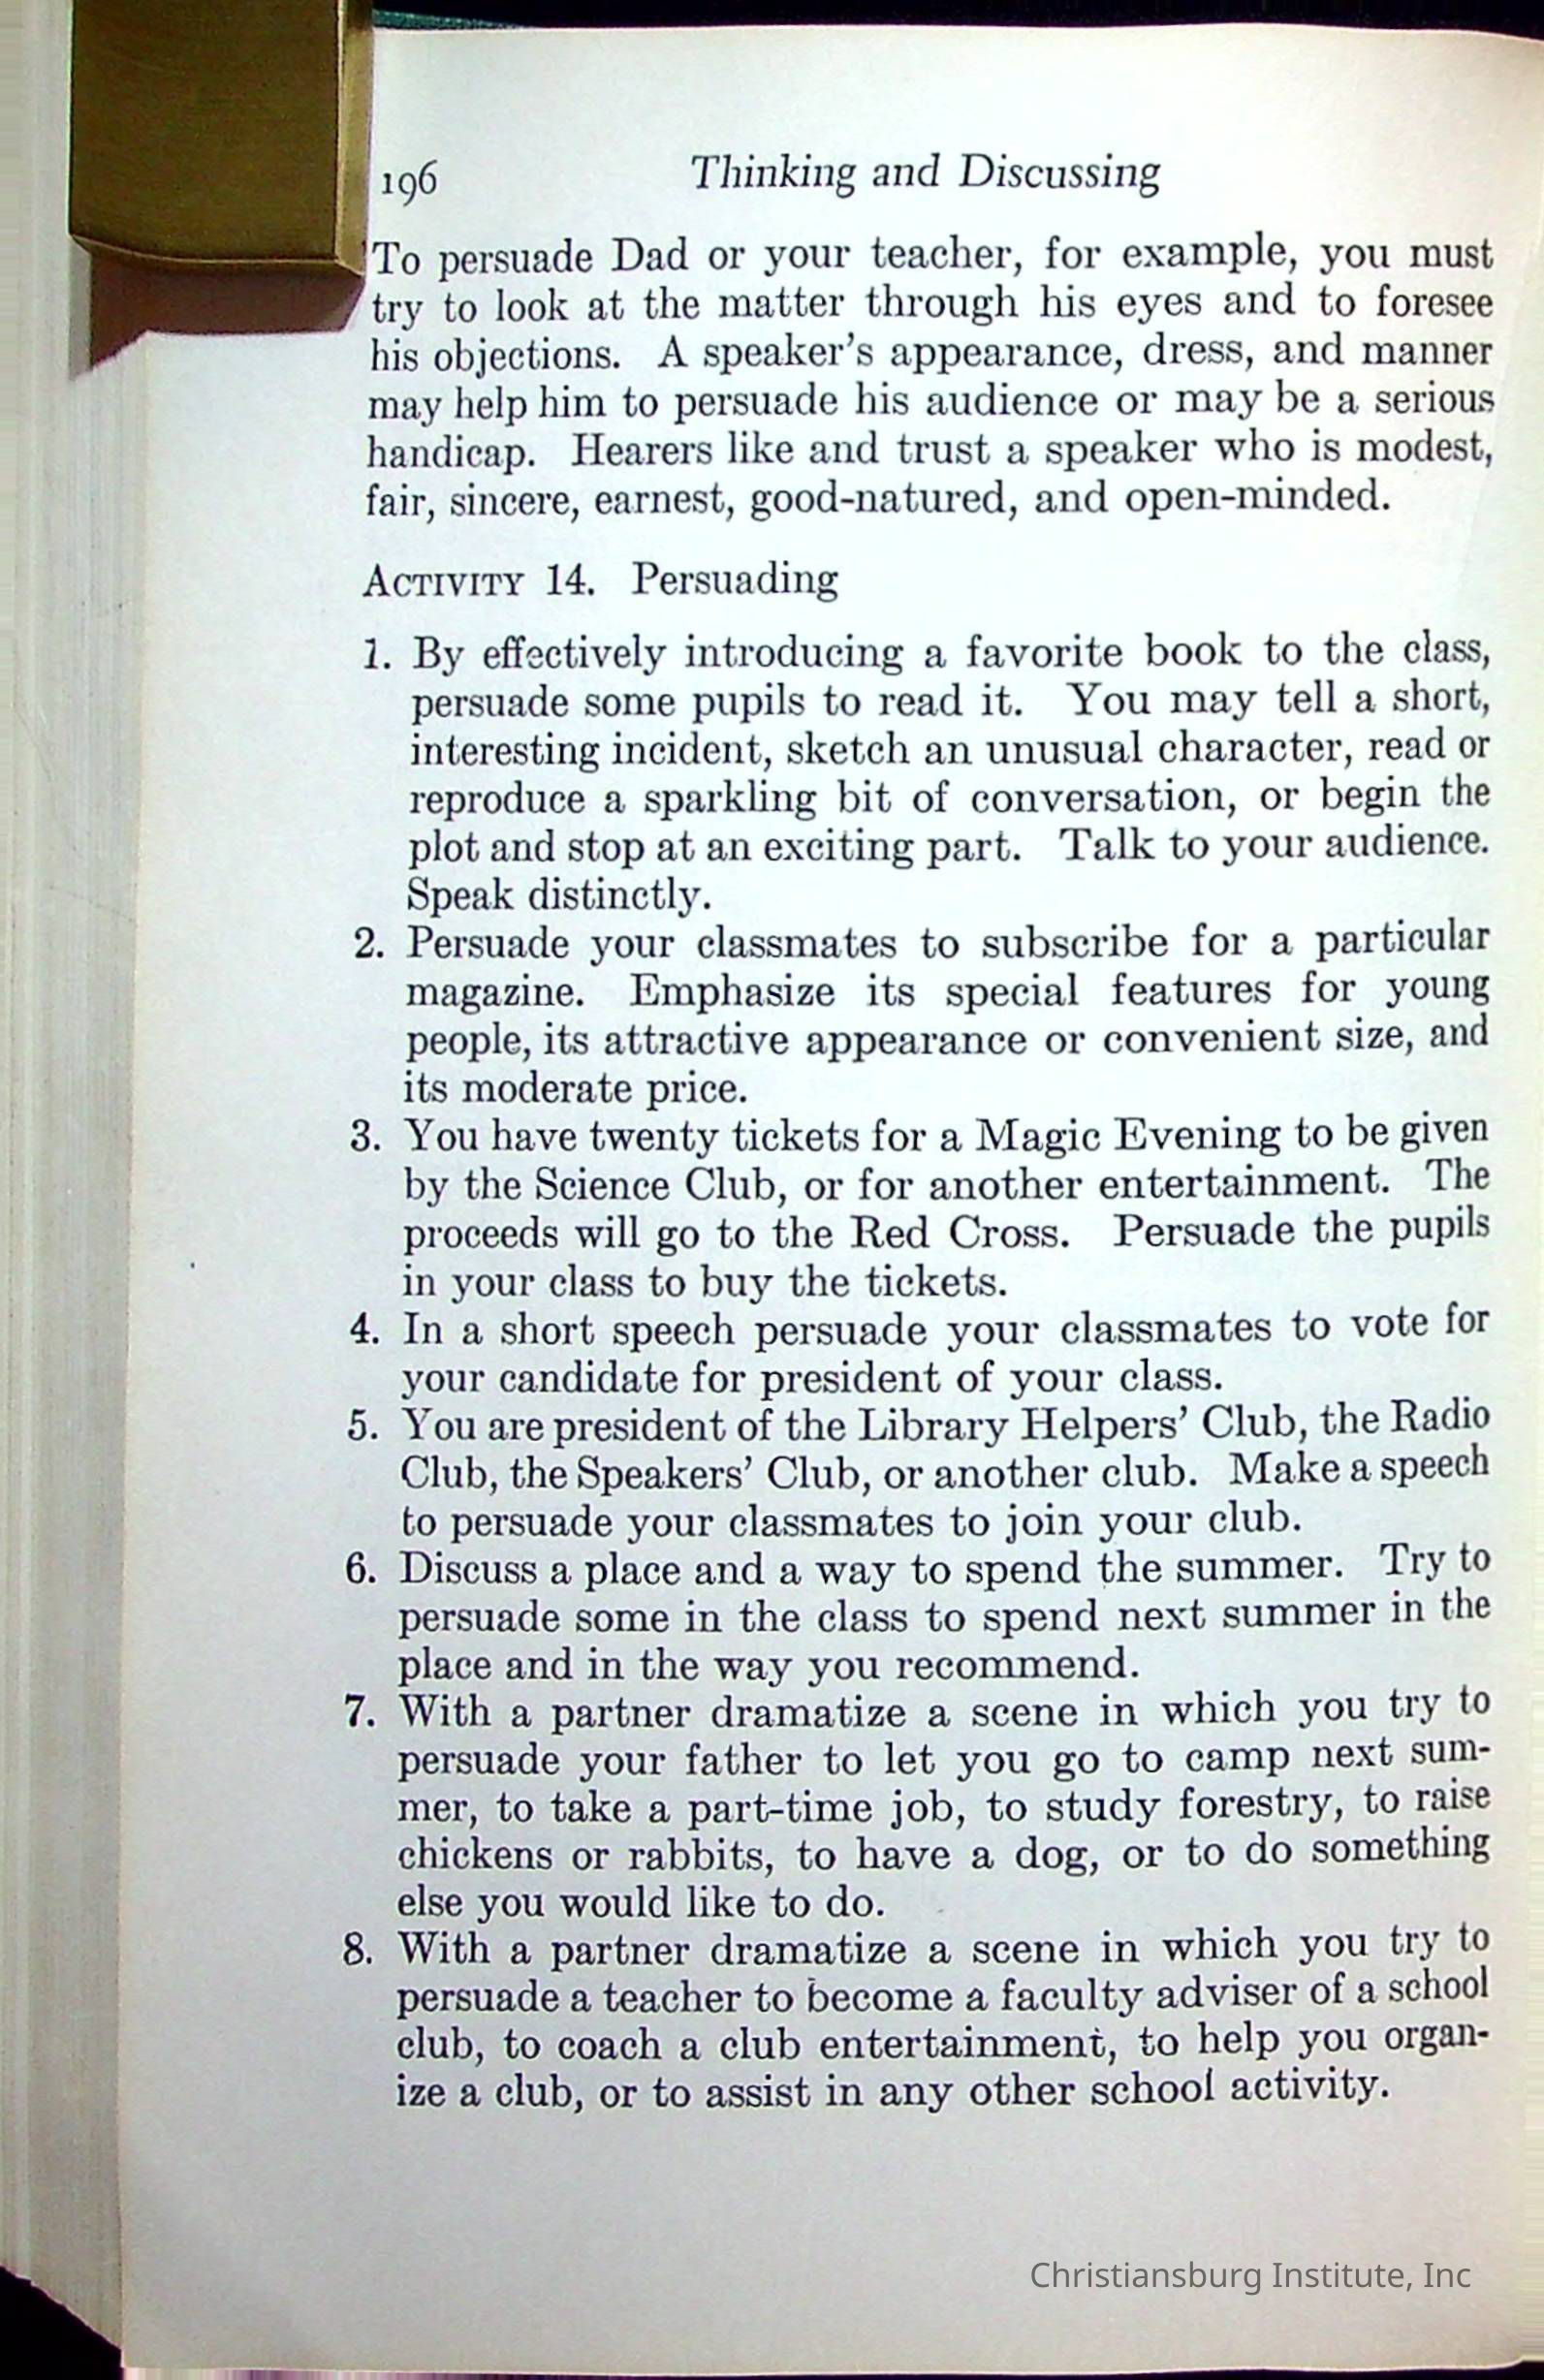 196
Thinking and Discussing
To persuade Dad or your teacher, for example, you must
try to look at the matter through his eyes and to foresee
his objections. A speaker's appearance, dress, and manner
may help him to persuade his audience or may be a serious
handicap. Hearers like and trust a speaker who is modest,
fair, sincere, earnest, good-natured, and open-minded.
ACTIVITY 14. Persuading
1. By effectively introducing a favorite book to the class,
persuade some pupils to read it. You may tell a short,
interesting incident, sketch an unusual character, read or
reproduce a sparkling bit of conversation, or begin the
plot and stop at an exciting part. Talk to your audience.
Speak distinctly.
2. Persuade your classmates to subscribe for a particular
magazine. Emphasize its special features for young
people, its attractive appearance or convenient size, and
its moderate price.
3. You have twenty tickets for a Magic Evening to be given
by the Science Club, or for another entertainment. The
proceeds will go to the Red Cross. Persuade the pupils
in your class to buy the tickets.
4. In a short speech persuade your classmates to vote for
your candidate for president of your class.
5. You are president of the Library Helpers' Club, the Radio
Club, the Speakers' Club, or another club. Make a speech
to persuade your classmates to join your club.
6. Discuss a place and a way to spend the summer. Try to
persuade some in the class to spend next summer in the
place and in the way you recommend.
7. With a partner dramatize a scene in which you try to
persuade your father to let you go to camp next sum-
mer, to take a part-time job, to study forestry, to raise
chickens or rabbits, to have a dog, or to do something
else you would like to do.
8. With a partner dramatize a scene in which you try to
persuade a teacher to become a faculty adviser of a school
club, to coach a club entertainment, to help you organ-
ize a club, or to assist in any other school activity.
Christiansburg Institute, Inc